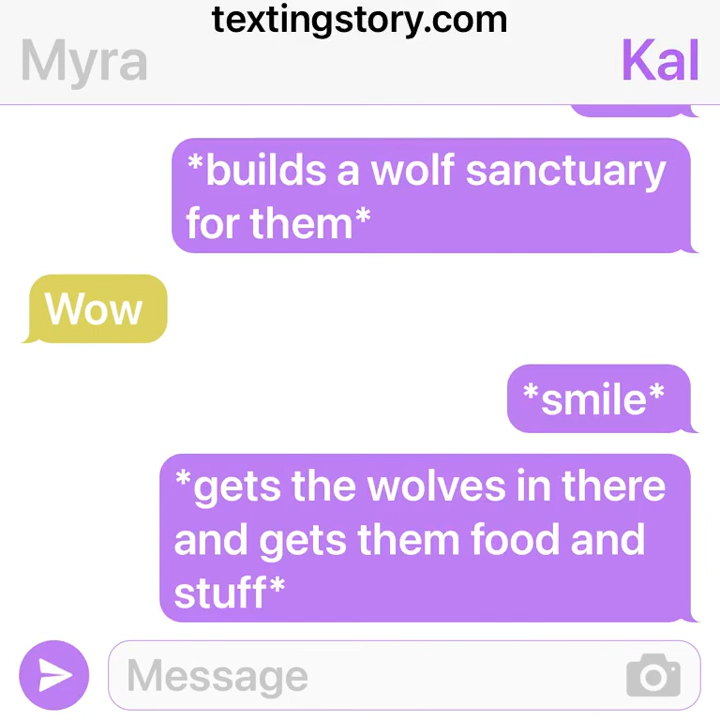 textingstory.com
Myra
Kal
*builds a wolf sanctuary
for them*
Wow
*smile*
*gets the wolves in there
and gets them food and
stuff*
Message